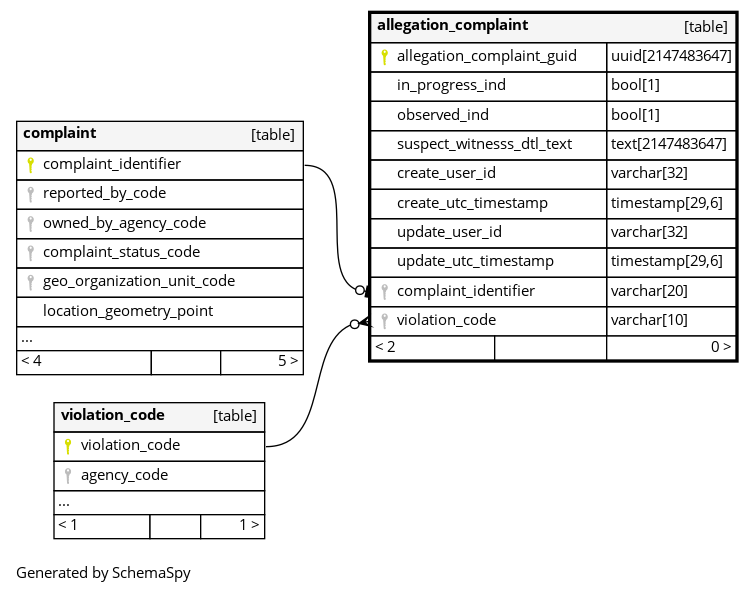 allegation_complaint [table]
allegation_complaint_guid uuid[2147483647]
in_progress_ind bool[1]
observed_ind bool[1]
suspect_witnesss_dtl_text text[2147483647]
create_user_id varchar[32]
create_utc_timestamp timestamp[29,6]
update_user_id varchar[32]
update_utc_timestamp timestamp[29,6]
complaint_identifier varchar[20]
violation_code varchar[10]
< 2 0 >
complaint [table]
complaint_identifier
reported_by_code
owned_by_agency_code
complaint_status_code
geo_organization_unit_code
location_geometry_point
...
< 4 5 >
violation_code [table]
violation_code
agency_code
...
< 1 1 >
Generated by SchemaSpy